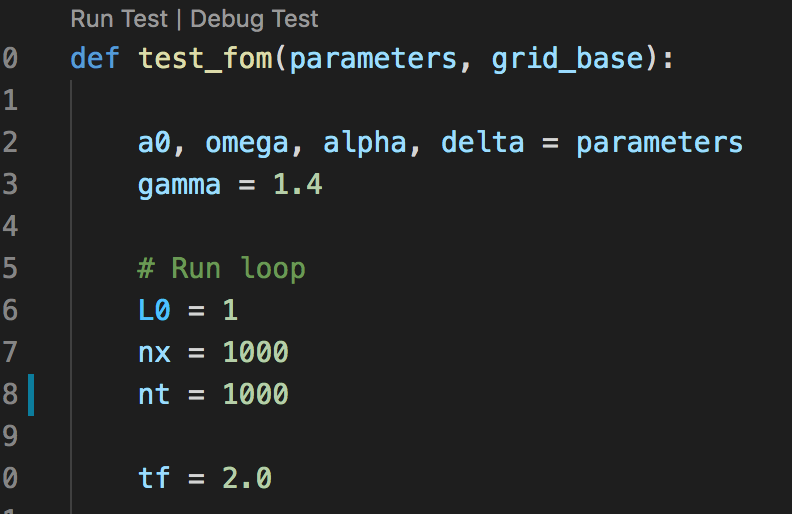 Run Test | Debug Test
0 def test_fom(parameters, grid_base):
1
2 a0, omega, alpha, delta = parameters
3 gamma = 1.4
4
5 # Run loop
6 L0 = 1
7 nx = 1000
8 nt = 1000
9
0 tf = 2.0